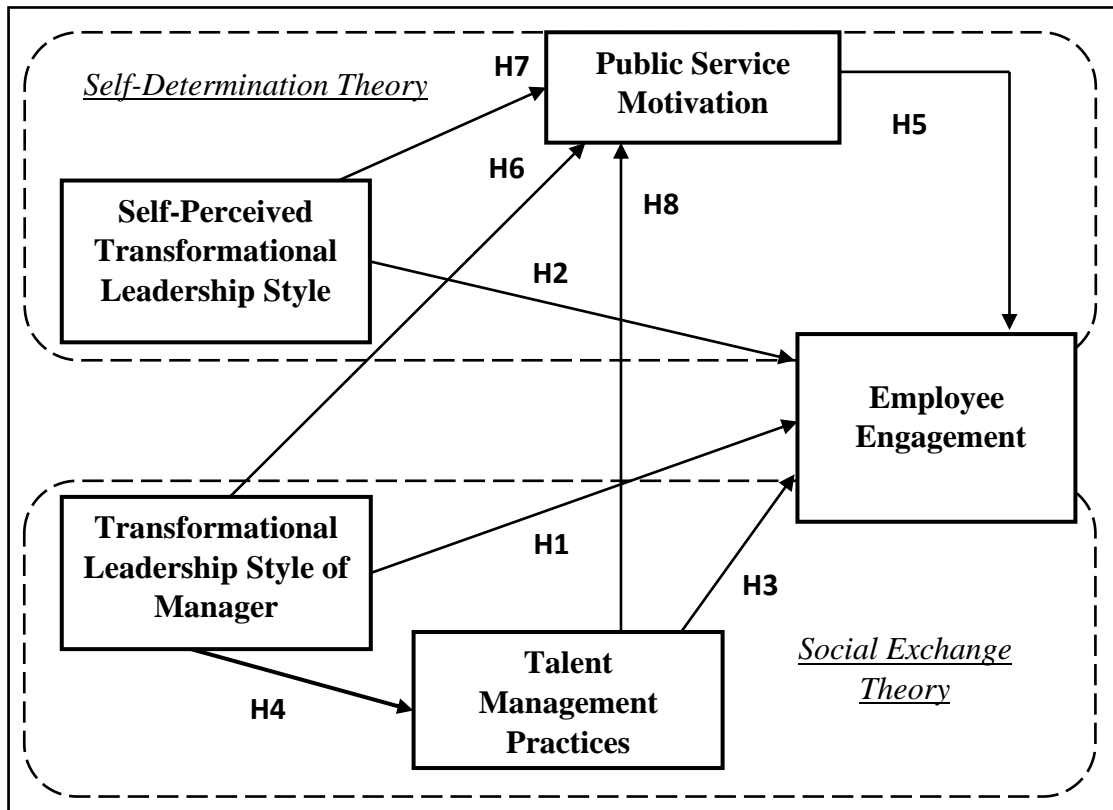 Self-Determination Theory
H7
Public Service
Motivation
H5
H6
H8
Self-Perceived
Transformational
Leadership Style
H2
Employee
Engagement
Transformational
Leadership Style of
Manager
H1
H3
H4
Talent
Management
Practices
Social Exchange
Theory